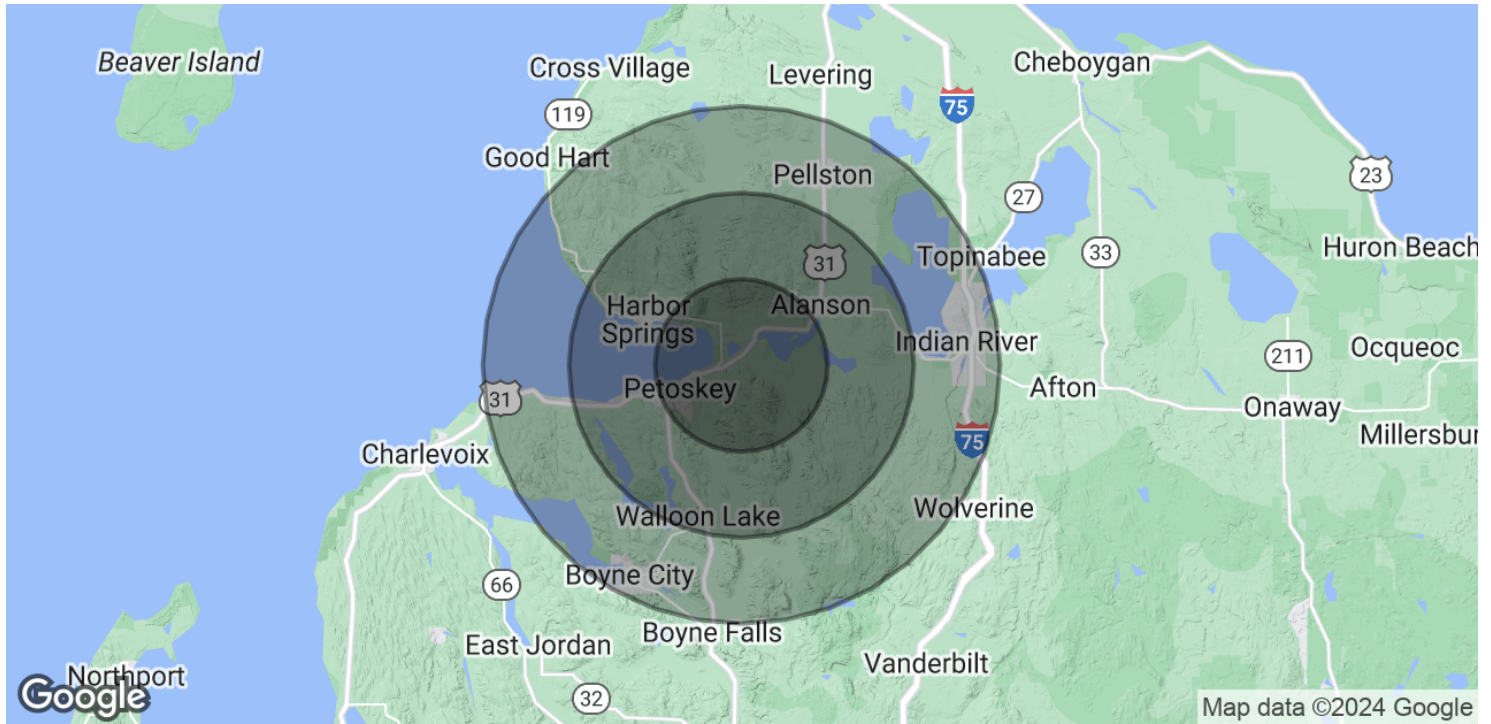 Beaver Island
Cross Village
Levering
Cheboygan
75
119
Good Hart
Pellston
23
27
Topinabee
33
Huron Beach
31
Harbor
Springs
Alanson
Indian River
211
Ocqueoc
Petoskey
31
Afton
Onaway
75
Millersbur
Charlevoix
Walloon Lake
Wolverine
Boyne City
66
Boyne Falls
East Jordan
Vanderbilt
Northport
32
Google
Map data ©2024 Google